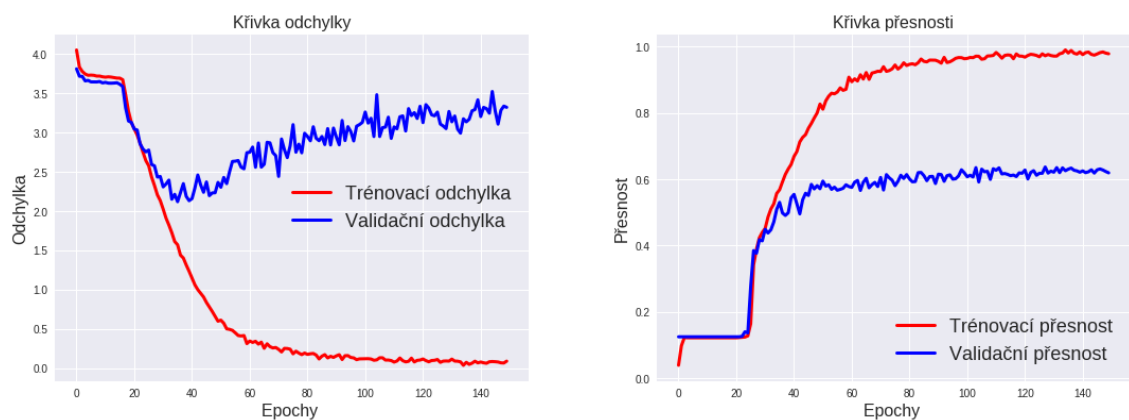 Křivka odchylky
4.0
3.5
3.0
2.5
2.0
1.5
1.0
0.5
0.0
Odchylka
Trénovací odchylka
Validační odchylka
0 20 40 60 80 100 120 140
Epochy
Křivka přesnosti
1.0
0.8
0.6
0.4
0.2
0.0
Přesnost
Trénovací přesnost
Validační přesnost
0 20 40 60 80 100 120 140
Epochy